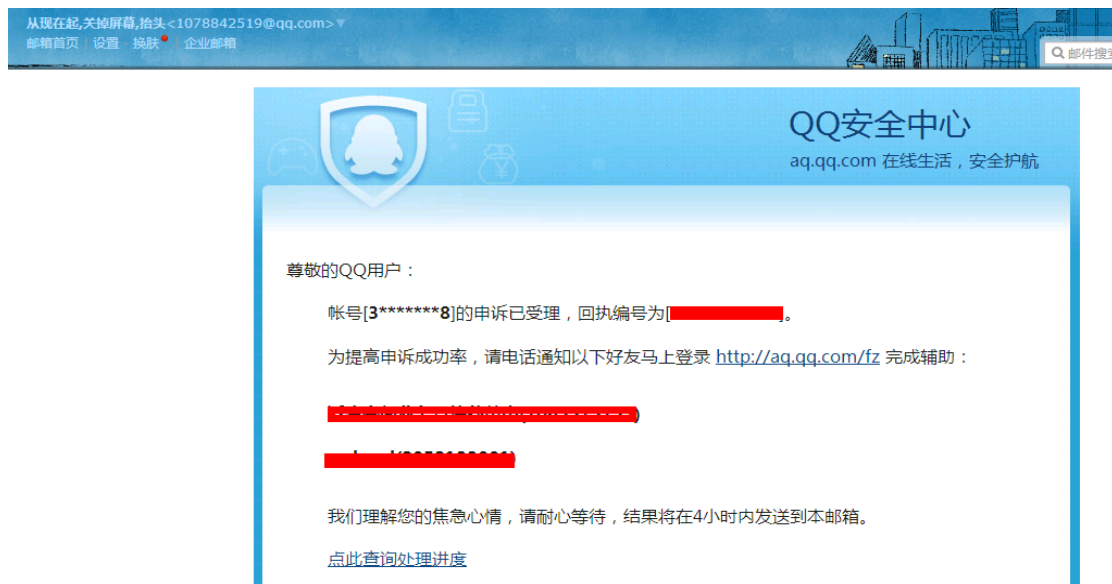 从现在起,关掉屏幕,抬头<1078842519@qq.com>
邮箱首页 | 设置 - 换肤 | 企业邮箱
邮件搜索
QQ安全中心
aq.qq.com 在线生活，安全护航
尊敬的QQ用户：
帐号[3*******8]的申诉已受理，回执编号为[ ]。
为提高申诉成功率，请电话通知以下好友马上登录 http://aq.qq.com/fz 完成辅助：
我们理解您的焦急心情，请耐心等待，结果将在4小时内发送到本邮箱。
点此查询处理进度